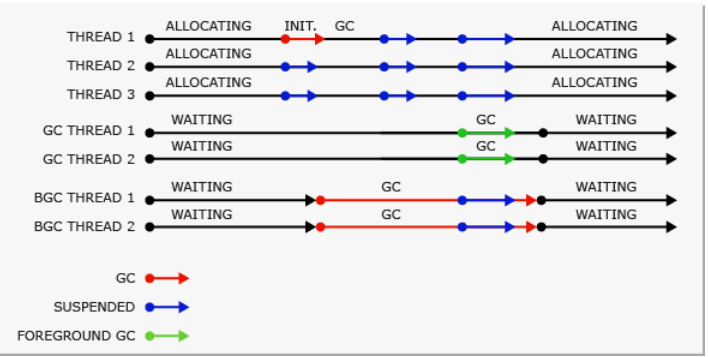 ALLOCATING INIT. GC ALLOCATING
THREAD 1
ALLOCATING ALLOCATING
THREAD 2
ALLOCATING ALLOCATING
THREAD 3
WAITING GC WAITING
GC THREAD 1
WAITING GC WAITING
GC THREAD 2
WAITING GC WAITING
BGC THREAD 1
WAITING GC WAITING
BGC THREAD 2
GC
SUSPENDED
FOREGROUND GC